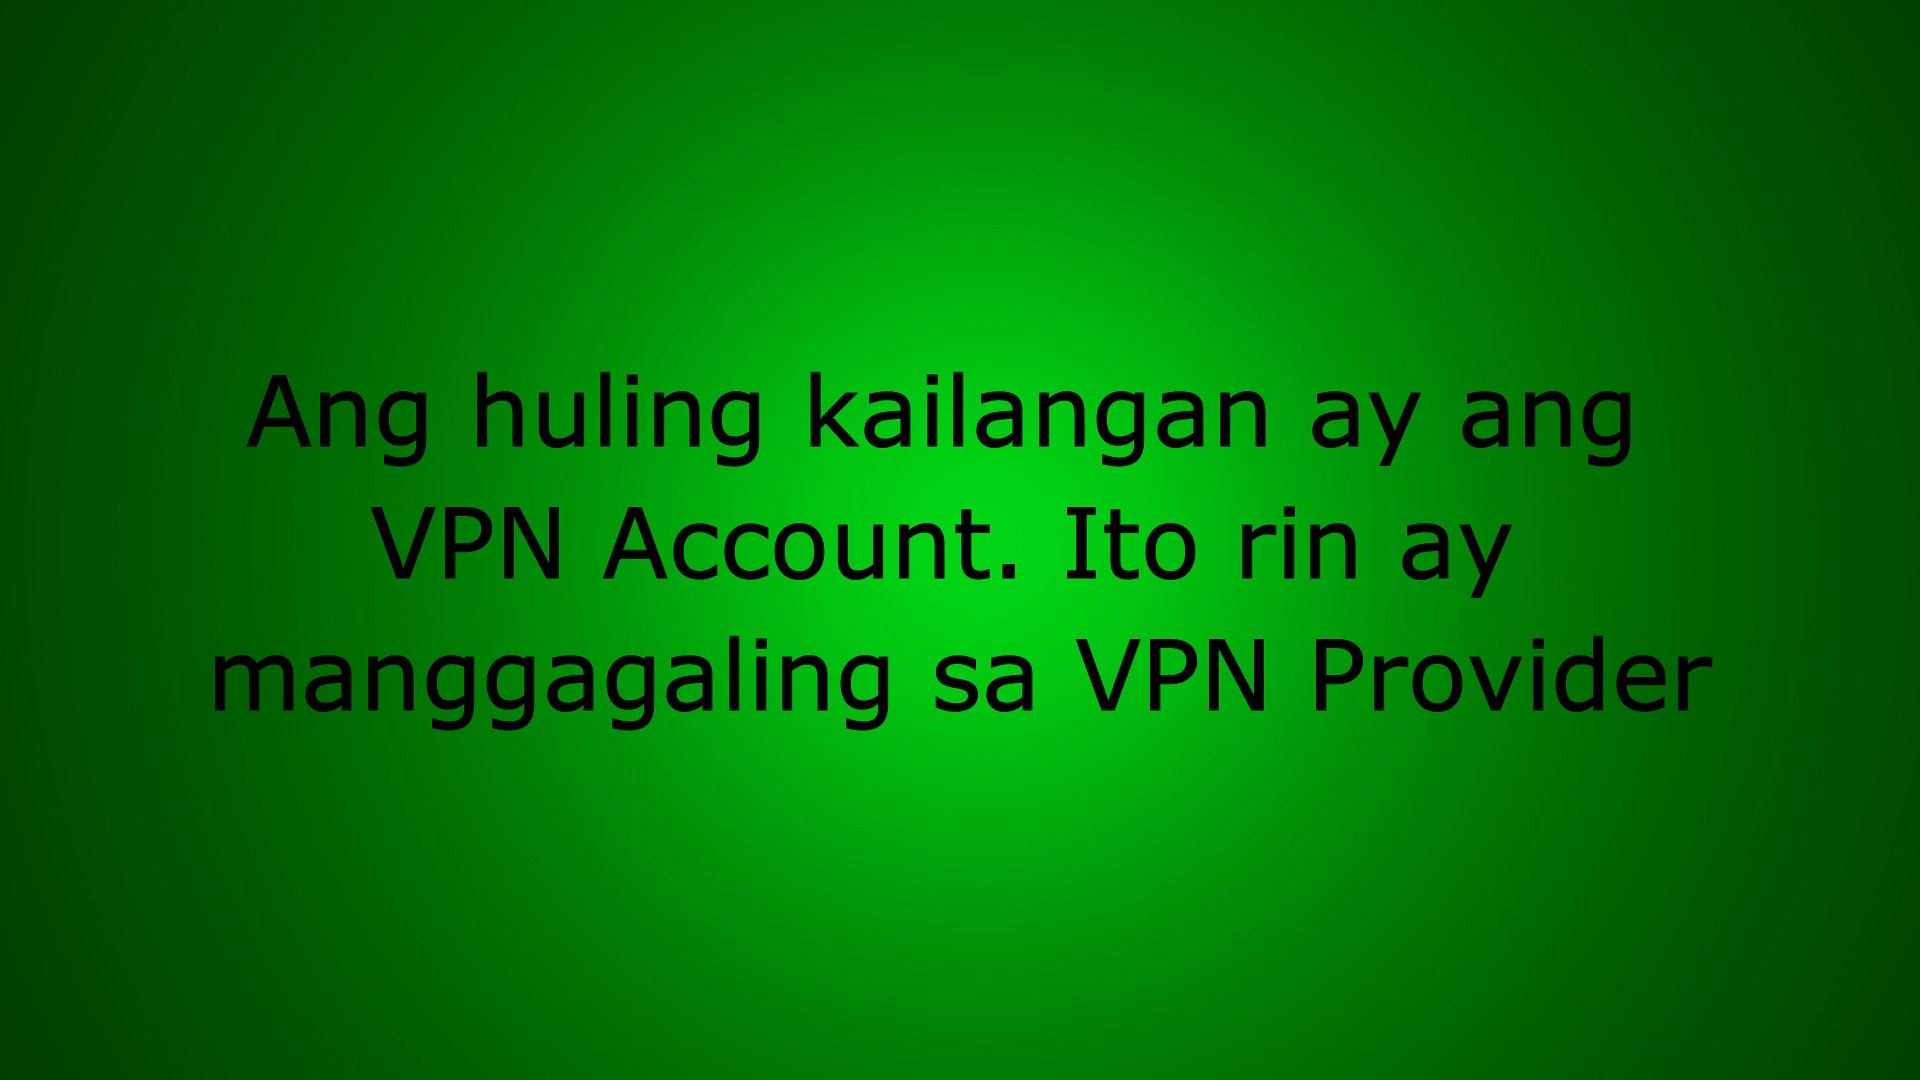 Ang huling kailangan ay ang
VPN Account. Ito rin ay
manggagaling sa VPN Provider